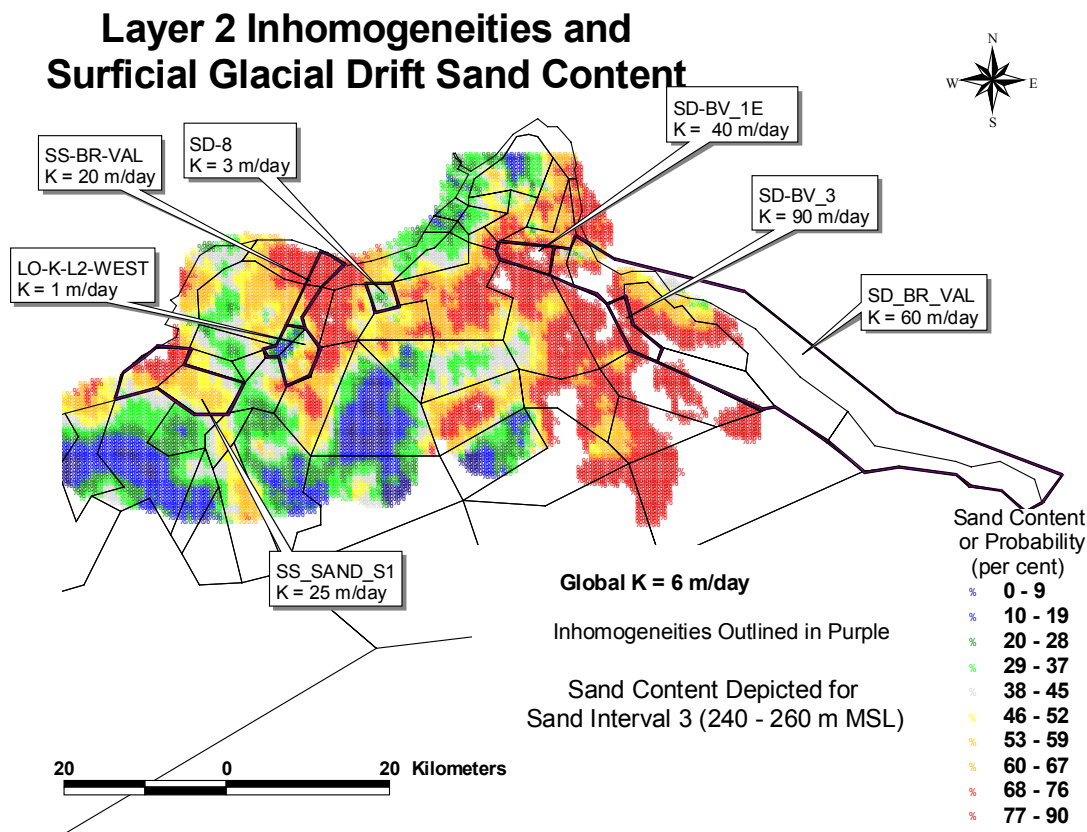 Layer 2 Inhomogeneities and
Surficial Glacial Drift Sand Content
N
W
E
S
SD-BV_1E
K =  40 m/day
SD-8
K = 3 m/day
SS-BR-VAL
K = 20 m/day
SD-BV_3
K = 90 m/day
LO-K-L2-WEST
K = 1 m/day
SD_BR_VAL
K = 60 m/day
SS_SAND_S1
K = 25 m/day
Global K = 6 m/day
Inhomogeneities Outlined in Purple
Sand Content Depicted for
Sand Interval 3 (240 - 260 m MSL)
Sand Content
or Probability
(per cent)
% 0 - 9
% 10 - 19
% 20 - 28
% 29 - 37
% 38 - 45
% 46 - 52
% 53 - 59
% 60 - 67
% 68 - 76
% 77 - 90
20 0 20 Kilometers